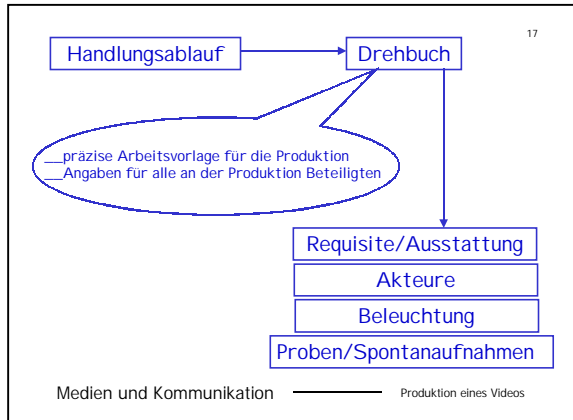 17
Handlungsablauf
Drehbuch
__präzise Arbeitsvorlage für die Produktion
__Angaben für alle an der Produktion Beteiligten
Requisite/Ausstattung
Akteure
Beleuchtung
Proben/Spontanaufnahmen
Medien und Kommunikation
Produktion eines Videos